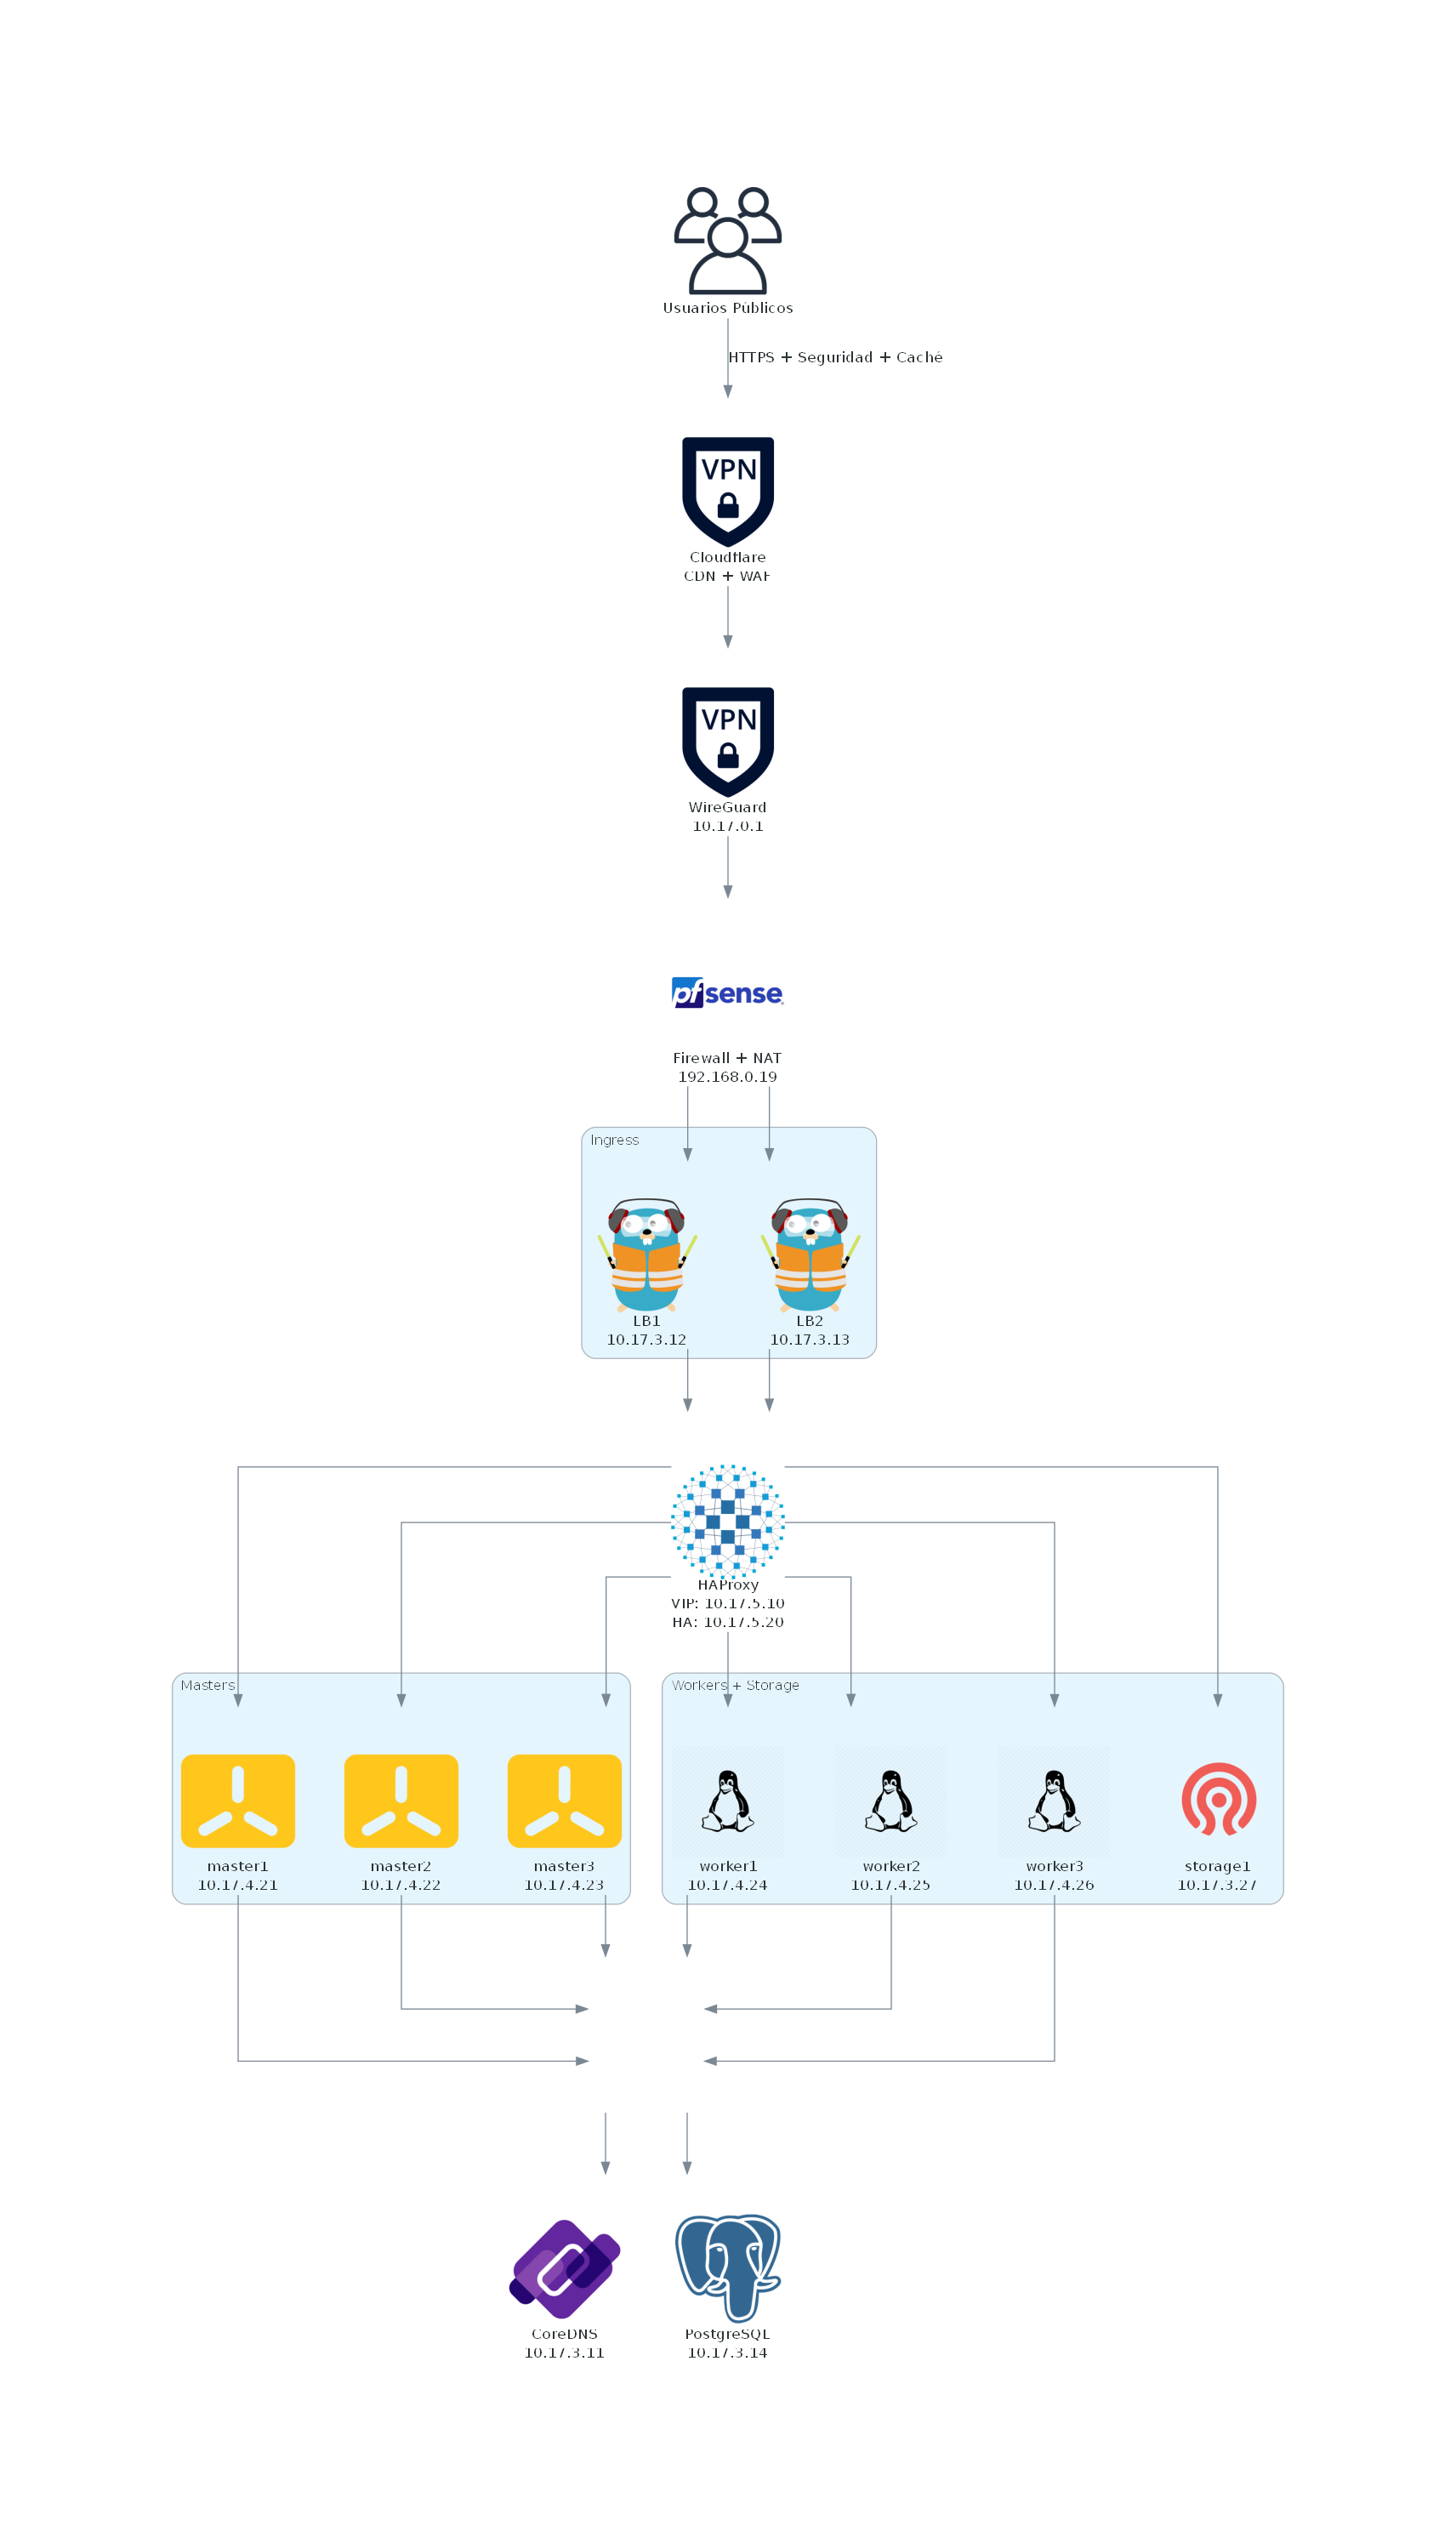 Usuarios Públicos
HTTPS + Seguridad + Caché
VPN
Cloudflare
CDN + WAF
VPN
WireGuard
10.17.0.1
pfsense
Firewall + NAT
192.168.0.19
Ingress
LB1
10.17.3.12
LB2
10.17.3.13
HAProxy
VIP: 10.17.5.10
HA: 10.17.5.20
Masters
Workers + Storage
master1
10.17.4.21
master2
10.17.4.22
master3
10.17.4.23
worker1
10.17.4.24
worker2
10.17.4.25
worker3
10.17.4.26
storage1
10.17.3.27
CoreDNS
10.17.3.11
PostgreSQL
10.17.3.14